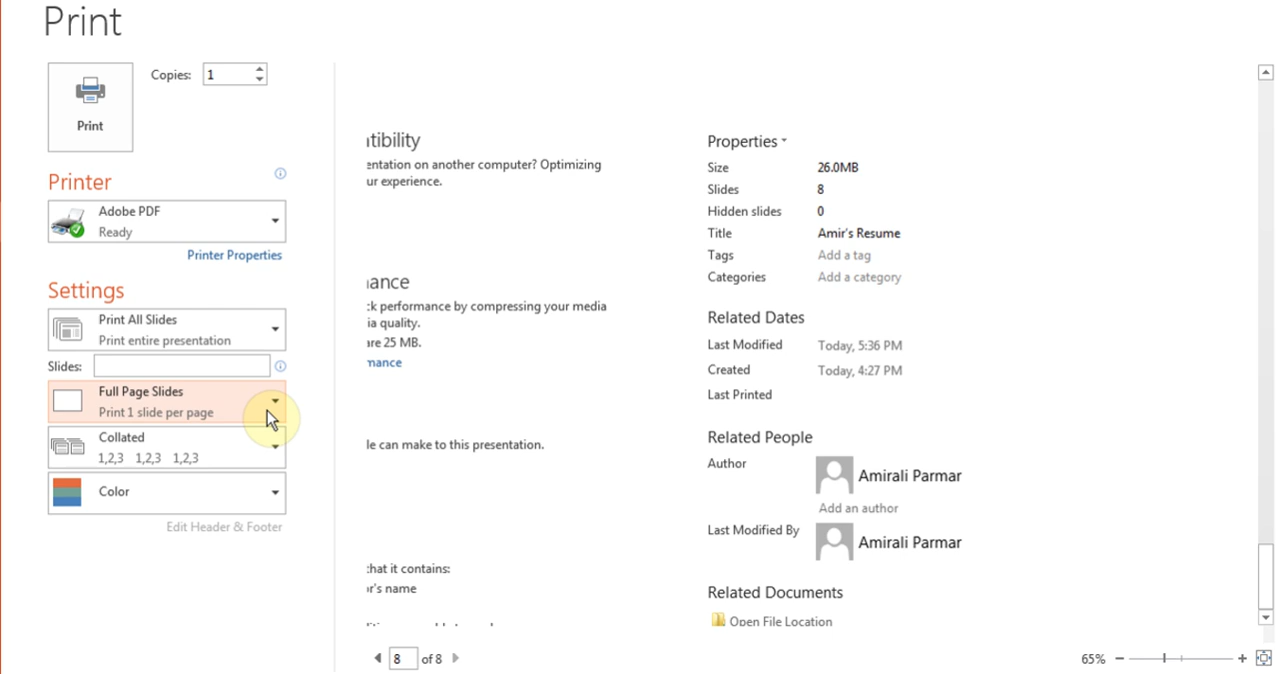 Print
Copies: 1
Print
Printer
Adobe PDF
Ready
Printer Properties
Settings
Print All Slides
Print entire presentation
Slides:
Full Page Slides
Print 1 slide per page
Collated
1,2,3 1,2,3 1,2,3
Color
Edit Header & Footer
tibility
entation on another computer? Optimizing
ur experience.
ance
k performance by compressing your media
ia quality.
are 25 MB.
mance
le can make to this presentation.
that it contains:
r's name
8 of 8
Properties
Size 26.0MB
Slides 8
Hidden slides 0
Title Amir's Resume
Tags Add a tag
Categories Add a category
Related Dates
Last Modified Today, 5:36 PM
Created Today, 4:27 PM
Last Printed
Related People
Author Amirali Parmar
Add an author
Last Modified By Amirali Parmar
Related Documents
Open File Location
65%